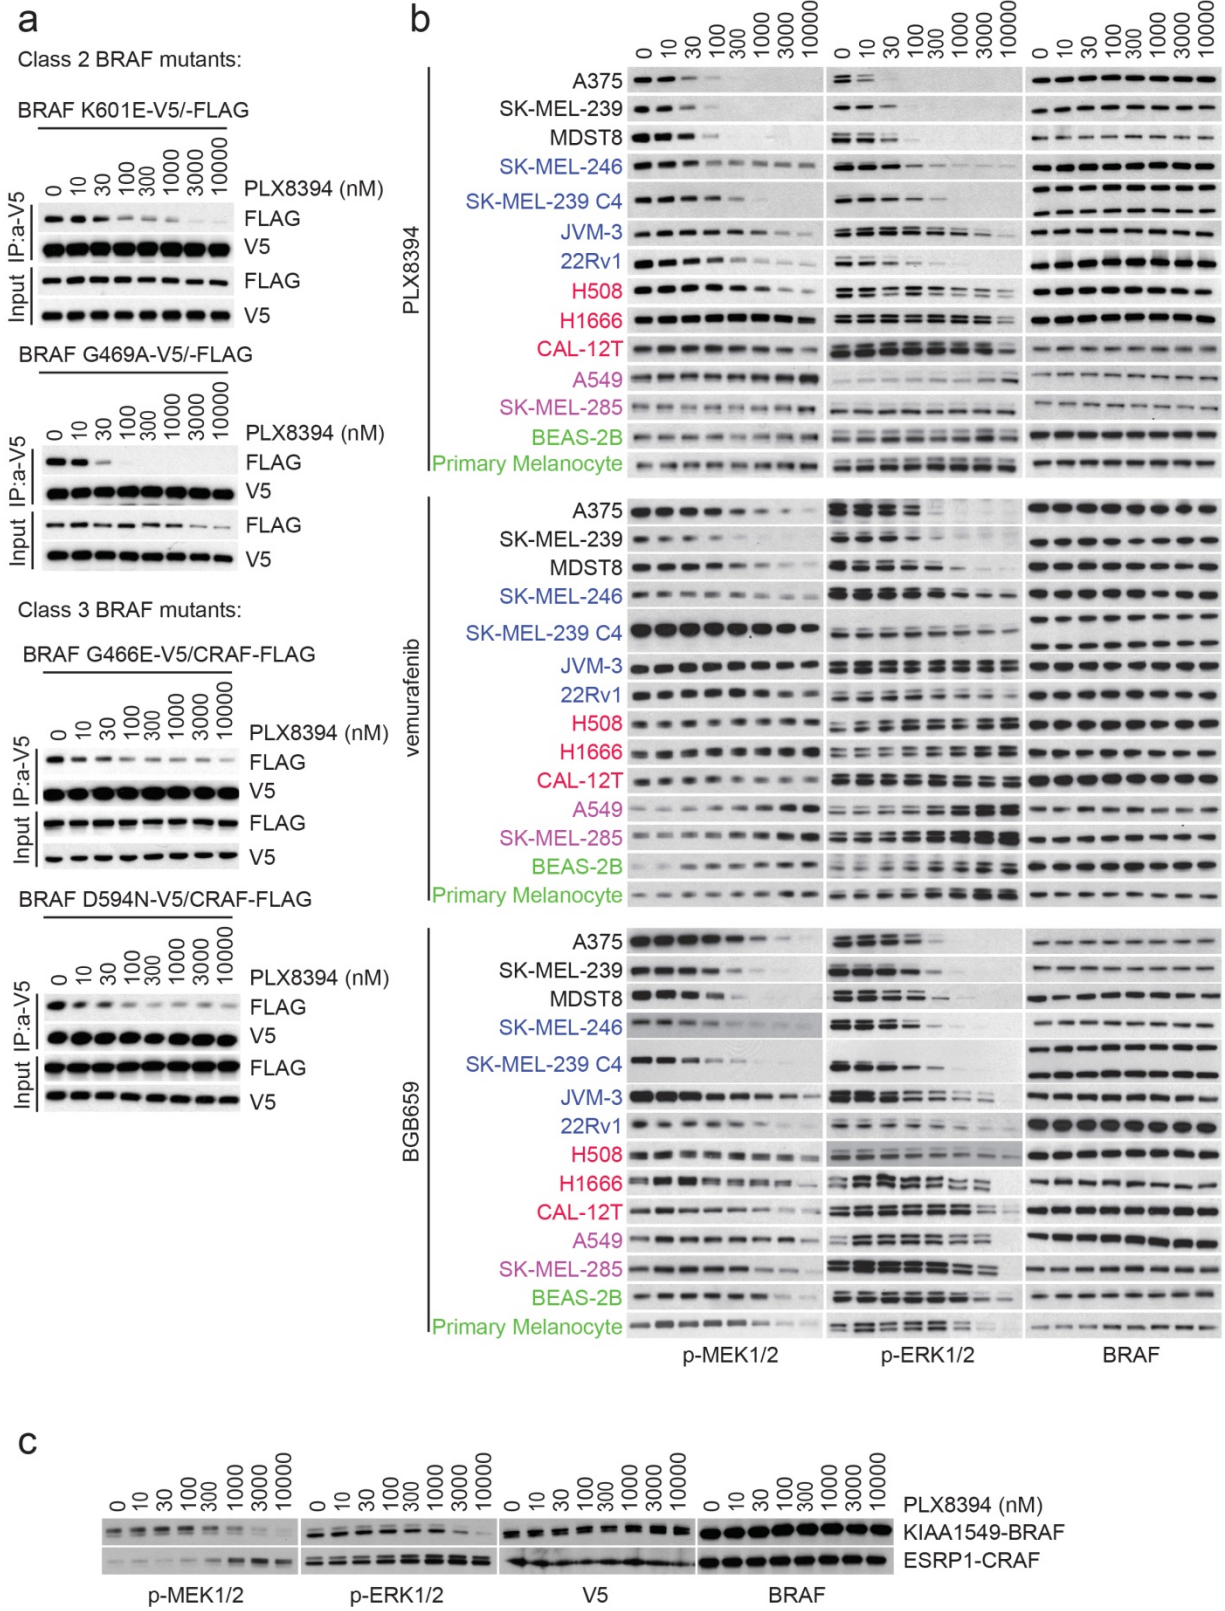 a
Class 2 BRAF mutants:
BRAF K601E-V5/-FLAG
0 10 30 100 300 1000 3000 10000 PLX8394 (nM)
IP:a-V5
FLAG
V5
Input
FLAG
V5
BRAF G469A-V5/-FLAG
0 10 30 100 300 1000 3000 10000 PLX8394 (nM)
IP:a-V5
FLAG
V5
Input
FLAG
V5
Class 3 BRAF mutants:
BRAF G466E-V5/CRAF-FLAG
0 10 30 100 300 1000 3000 10000 PLX8394 (nM)
IP:a-V5
FLAG
V5
Input
FLAG
V5
BRAF D594N-V5/CRAF-FLAG
0 10 30 100 300 1000 3000 10000 PLX8394 (nM)
IP:a-V5
FLAG
V5
Input
FLAG
V5
b
0 10 30 100 300 1000 3000 10000 0 10 30 100 300 1000 3000 10000 0 10 30 100 300 1000 3000 10000
PLX8394
A375
SK-MEL-239
MDST8
SK-MEL-246
SK-MEL-239 C4
JVM-3
22Rv1
H508
H1666
CAL-12T
A549
SK-MEL-285
BEAS-2B
Primary Melanocyte
vemurafenib
A375
SK-MEL-239
MDST8
SK-MEL-246
SK-MEL-239 C4
JVM-3
22Rv1
H508
H1666
CAL-12T
A549
SK-MEL-285
BEAS-2B
Primary Melanocyte
BGB659
A375
SK-MEL-239
MDST8
SK-MEL-246
SK-MEL-239 C4
JVM-3
22Rv1
H508
H1666
CAL-12T
A549
SK-MEL-285
BEAS-2B
Primary Melanocyte
p-MEK1/2 p-ERK1/2 BRAF
c
0 10 30 100 300 1000 3000 10000 0 10 30 100 300 1000 3000 10000 0 10 30 100 300 1000 3000 10000 0 10 30 100 300 1000 3000 10000 PLX8394 (nM)
KIAA1549-BRAF
ESRP1-CRAF
p-MEK1/2 p-ERK1/2 V5 BRAF